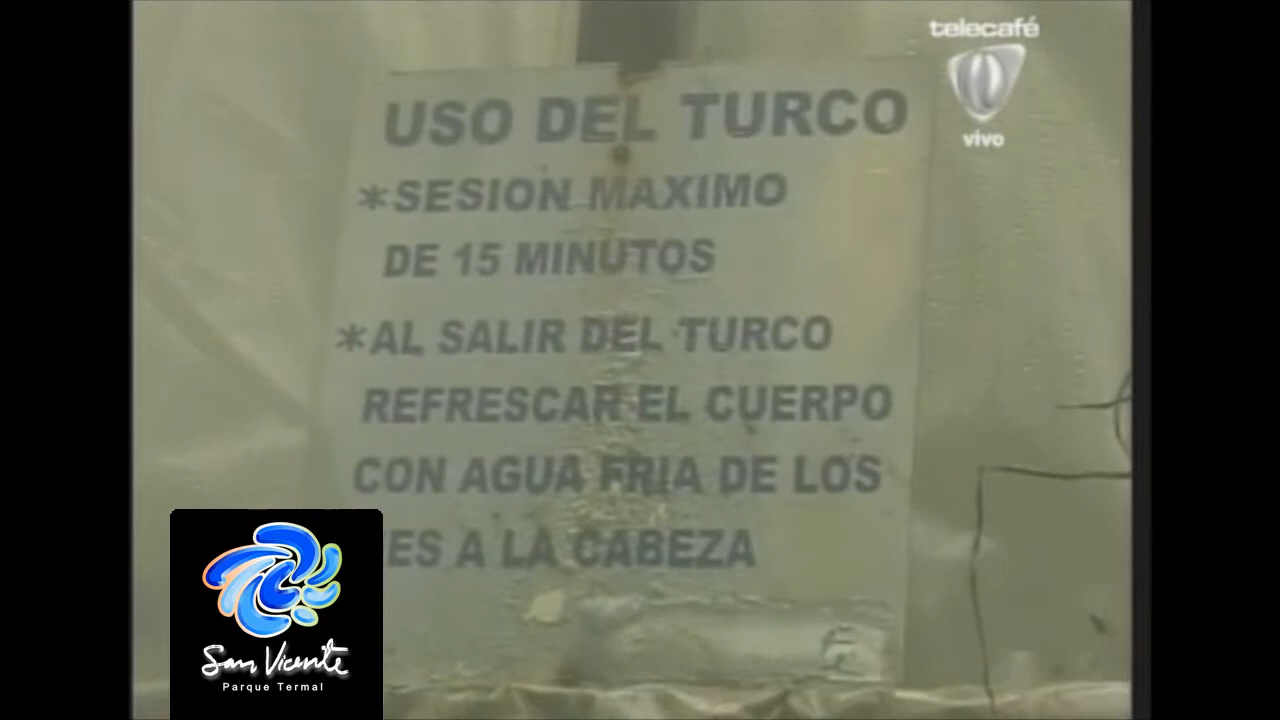 telecafé
vivo
USO DEL TURCO
*SESION MAXIMO
DE 15 MINUTOS
*AL SALIR DEL TURCO
REFRESCAR EL CUERPO
CON AGUA FRIA DE LOS
ES A LA CABEZA
San Vicente
Parque Termal